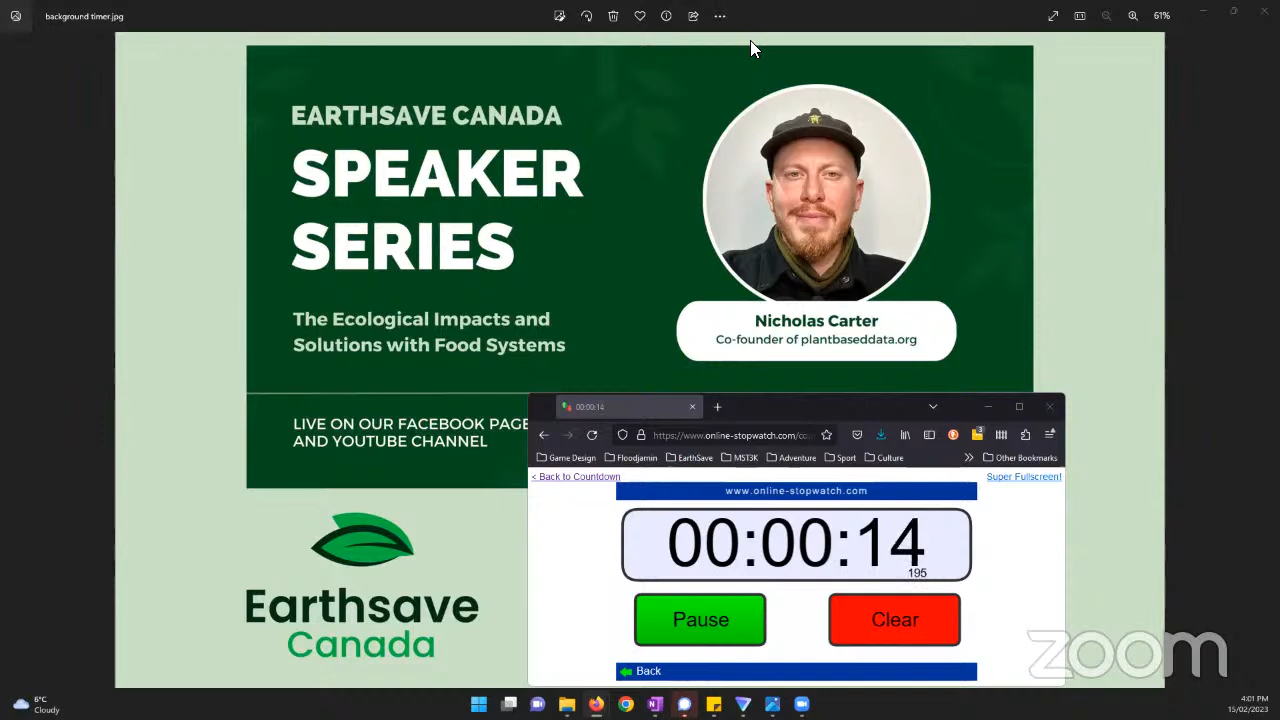 background timer.jpg
61%
EARTHSAVE CANADA
SPEAKER
SERIES
The Ecological Impacts and
Solutions with Food Systems
Nicholas Carter
Co-founder of plantbaseddata.org
LIVE ON OUR FACEBOOK PAGE
AND YOUTUBE CHANNEL
Earthsave
Canada
00:00:14
https://www.online-stopwatch.com/co
3
Game Design
Floodjamin
EarthSave
MST3K
Adventure
Sport
Culture
Other Bookmarks
< Back to Countdown
Super Fullscreen!
www.online-stopwatch.com
00:00:14
195
Pause
Clear
Back
zoom
6°C
Cloudy
4:01 PM
15/02/2023